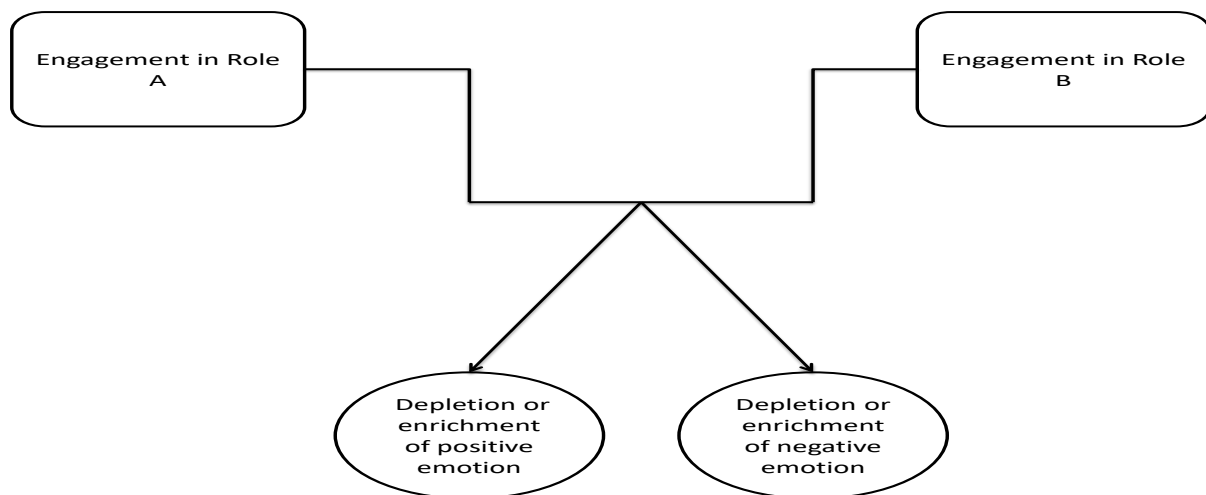 Engagement in Role
A
Engagement in Role
B
Depletion or
enrichment
of positive
emotion
Depletion or
enrichment
of negative
emotion